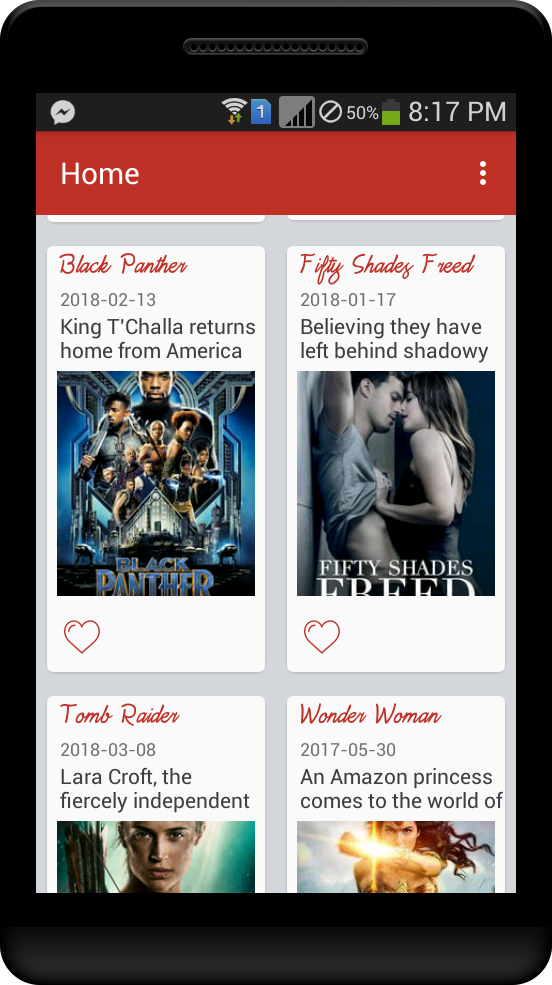 1
50%
8:17 PM
Home
Black Panther
2018-02-13
King T'Challa returns
home from America
BLACK
PANTHER
Fifty Shades Freed
2018-01-17
Believing they have
left behind shadowy
FIFTY SHADES
FREED
Tomb Raider
2018-03-08
Lara Croft, the
fiercely independent
Wonder Woman
2017-05-30
An Amazon princess
comes to the world of